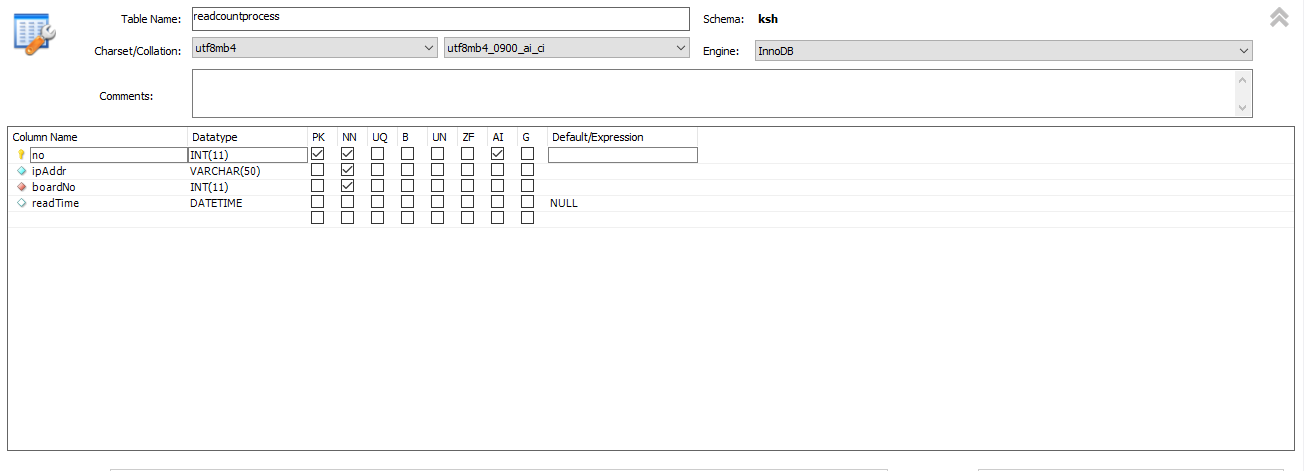 Table Name: readcountprocess Schema: ksh
Charset/Collation: utf8mb4 utf8mb4_0900_ai_ci Engine: InnoDB
Comments:
Column Name Datatype PK NN UQ B UN ZF AI G Default/Expression
no INT(11)
ipAddr VARCHAR(50)
boardNo INT(11)
readTime DATETIME NULL